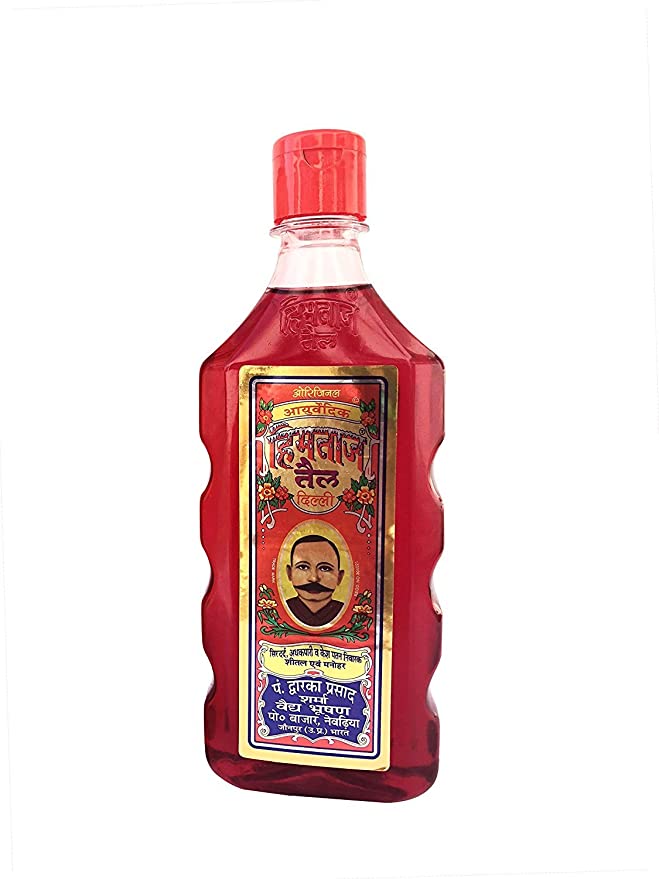 हिमताज
तैल
ओरिजिनल
आयुर्वेदिक
हिमताज
तैल
दिल्ली
सिरदर्द, अधकपारी व केश पतन निवारक
शीतल एवं मनोहर
पं. द्वारका प्रसाद
शर्मा
वैद्य भूषण
पो० बाजार, नेवढ़िया
जौनपुर (उ.प्र.) भारत